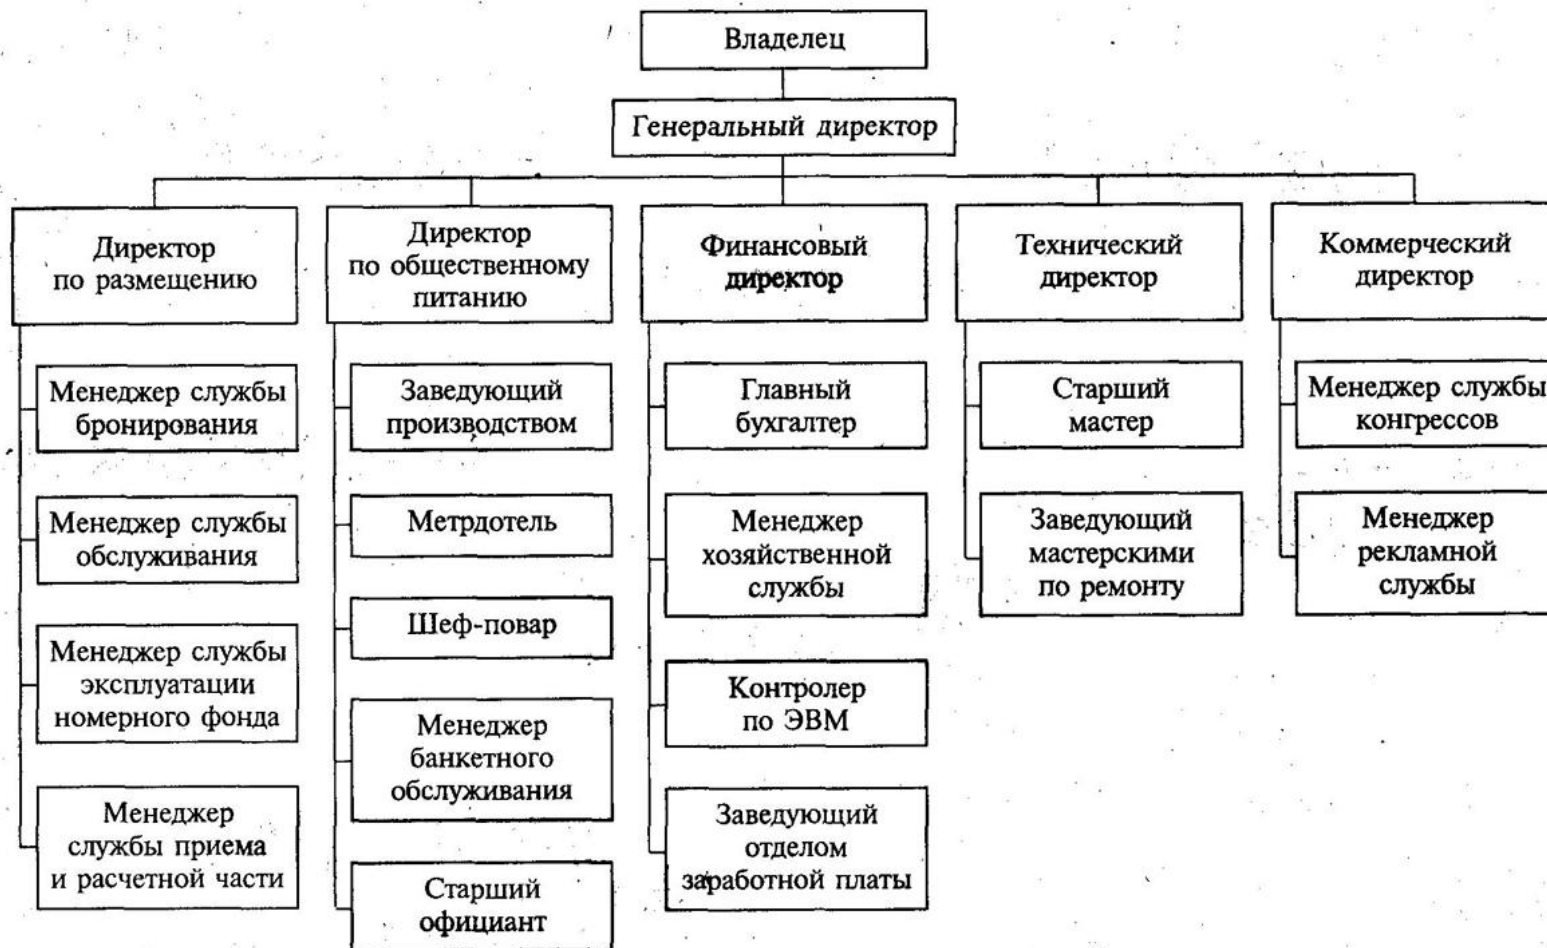 Владелец
Генеральный директор
Директор
по размещению
Менеджер службы
бронирования
Менеджер службы
обслуживания
Менеджер службы
эксплуатации
номерного фонда
Менеджер
службы приема
и расчетной части
Директор
по общественному
питанию
Заведующий
производством
Метрдотель
Шеф-повар
Менеджер
банкетного
обслуживания
Старший
официант
Финансовый
директор
Главный
бухгалтер
Менеджер
хозяйственной
службы
Контролер
по ЭВМ
Заведующий
отделом
заработной платы
Технический
директор
Старший
мастер
Заведующий
мастерскими
по ремонту
Коммерческий
директор
Менеджер службы
конгрессов
Менеджер
рекламной
службы